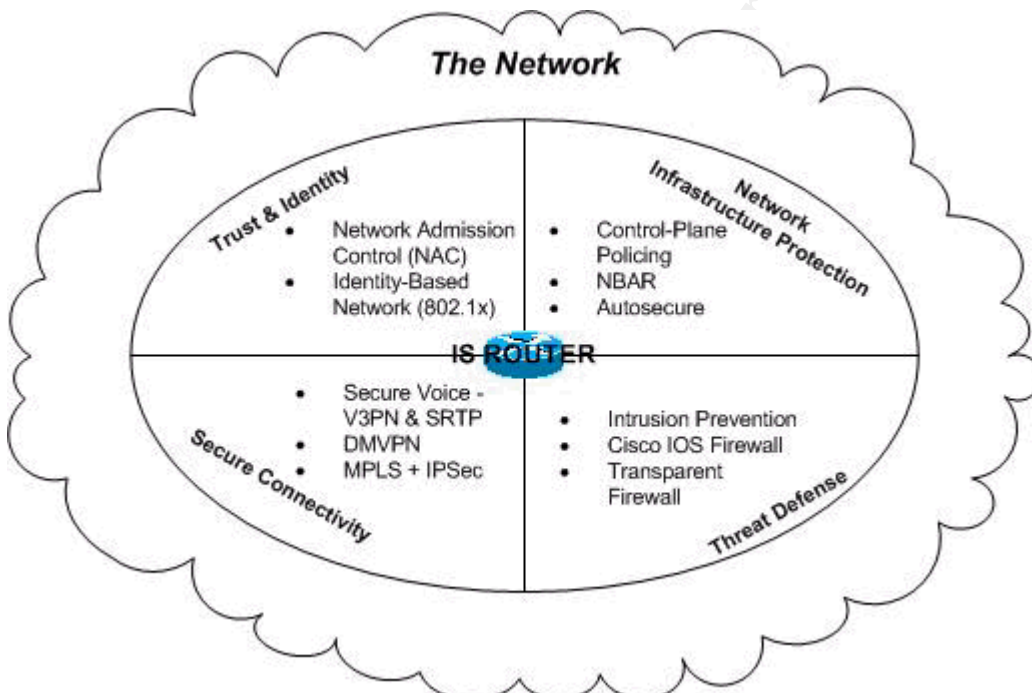 The Network
Trust & Identity
• Network Admission
Control (NAC)
• Identity-Based
Network (802.1x)
Network
Infrastructure Protection
• Control-Plane
Policing
• NBAR
• Autosecure
IS ROUTER
Secure Connectivity
• Secure Voice -
V3PN & SRTP
• DMVPN
• MPLS + IPSec
• Intrusion Prevention
• Cisco IOS Firewall
• Transparent
Firewall
Threat Defense